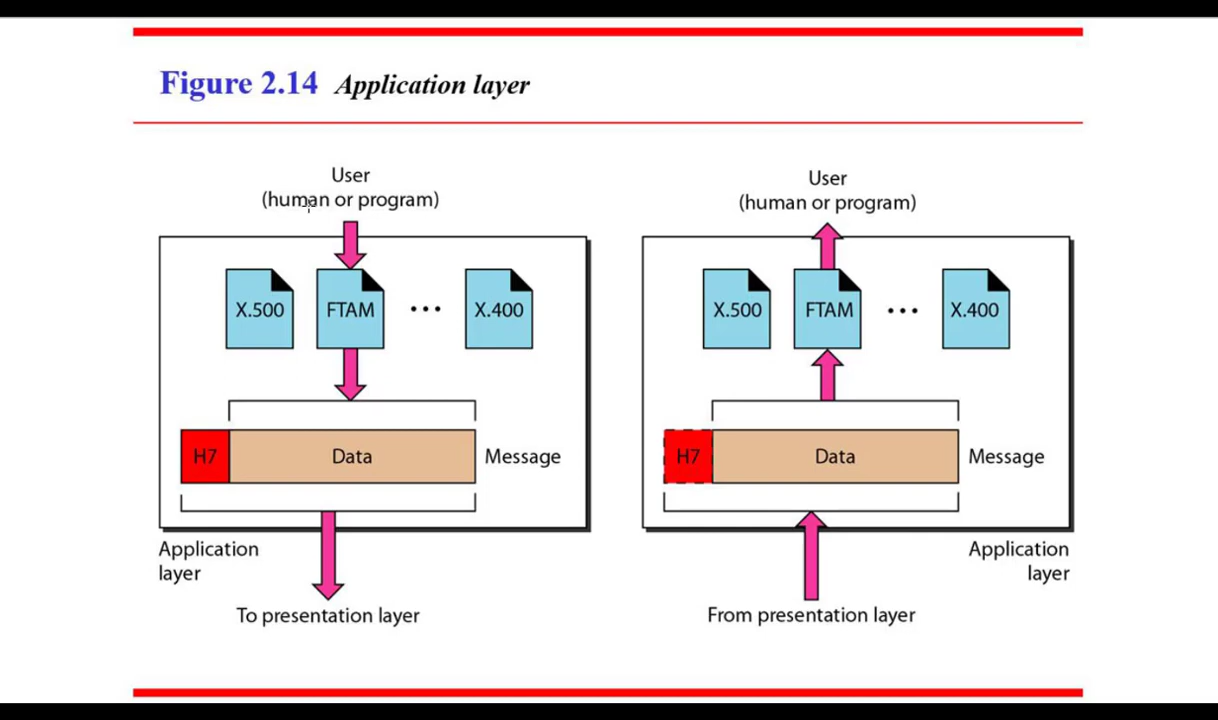 Figure 2.14 Application layer
User
(human or program)
X.500
FTAM
...
X.400
H7
Data
Message
Application
layer
To presentation layer
User
(human or program)
X.500
FTAM
...
X.400
H7
Data
Message
Application
layer
From presentation layer